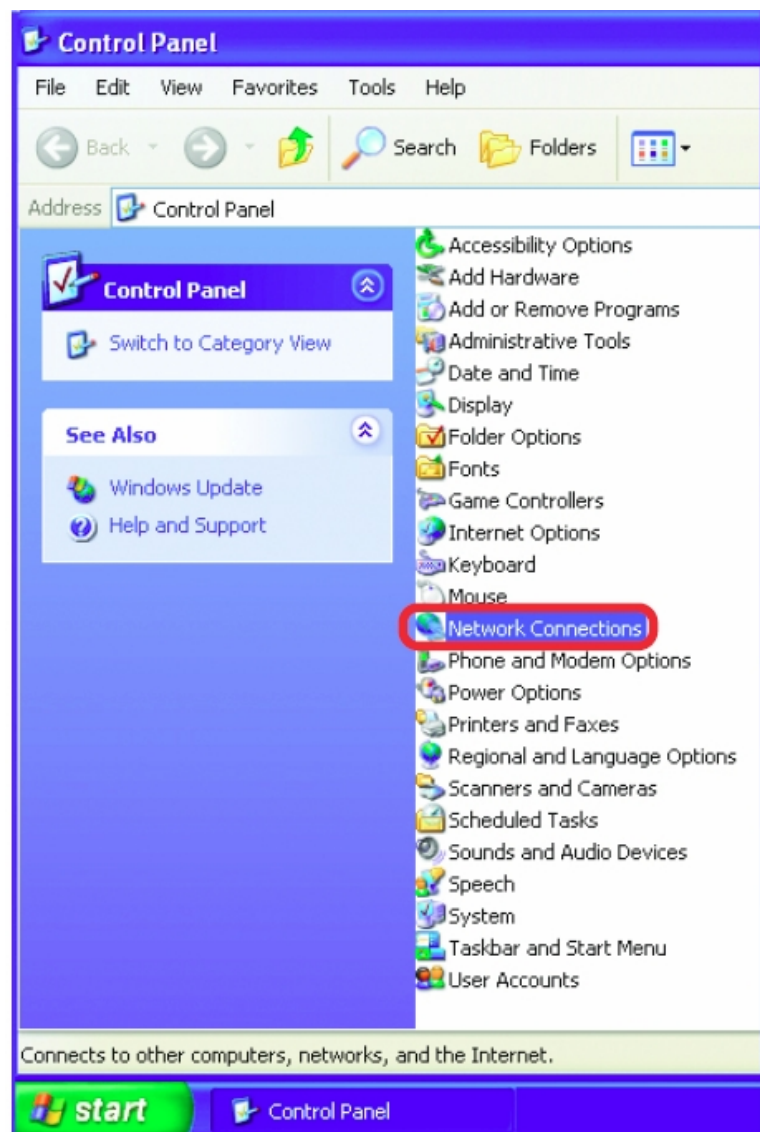 Control Panel
File Edit View Favorites Tools Help
Back Search Folders
Address Control Panel
Control Panel
Switch to Category View
See Also
Windows Update
Help and Support
Accessibility Options
Add Hardware
Add or Remove Programs
Administrative Tools
Date and Time
Display
Folder Options
Fonts
Game Controllers
Internet Options
Keyboard
Mouse
Network Connections
Phone and Modem Options
Power Options
Printers and Faxes
Regional and Language Options
Scanners and Cameras
Scheduled Tasks
Sounds and Audio Devices
Speech
System
Taskbar and Start Menu
User Accounts
Connects to other computers, networks, and the Internet.
start Control Panel